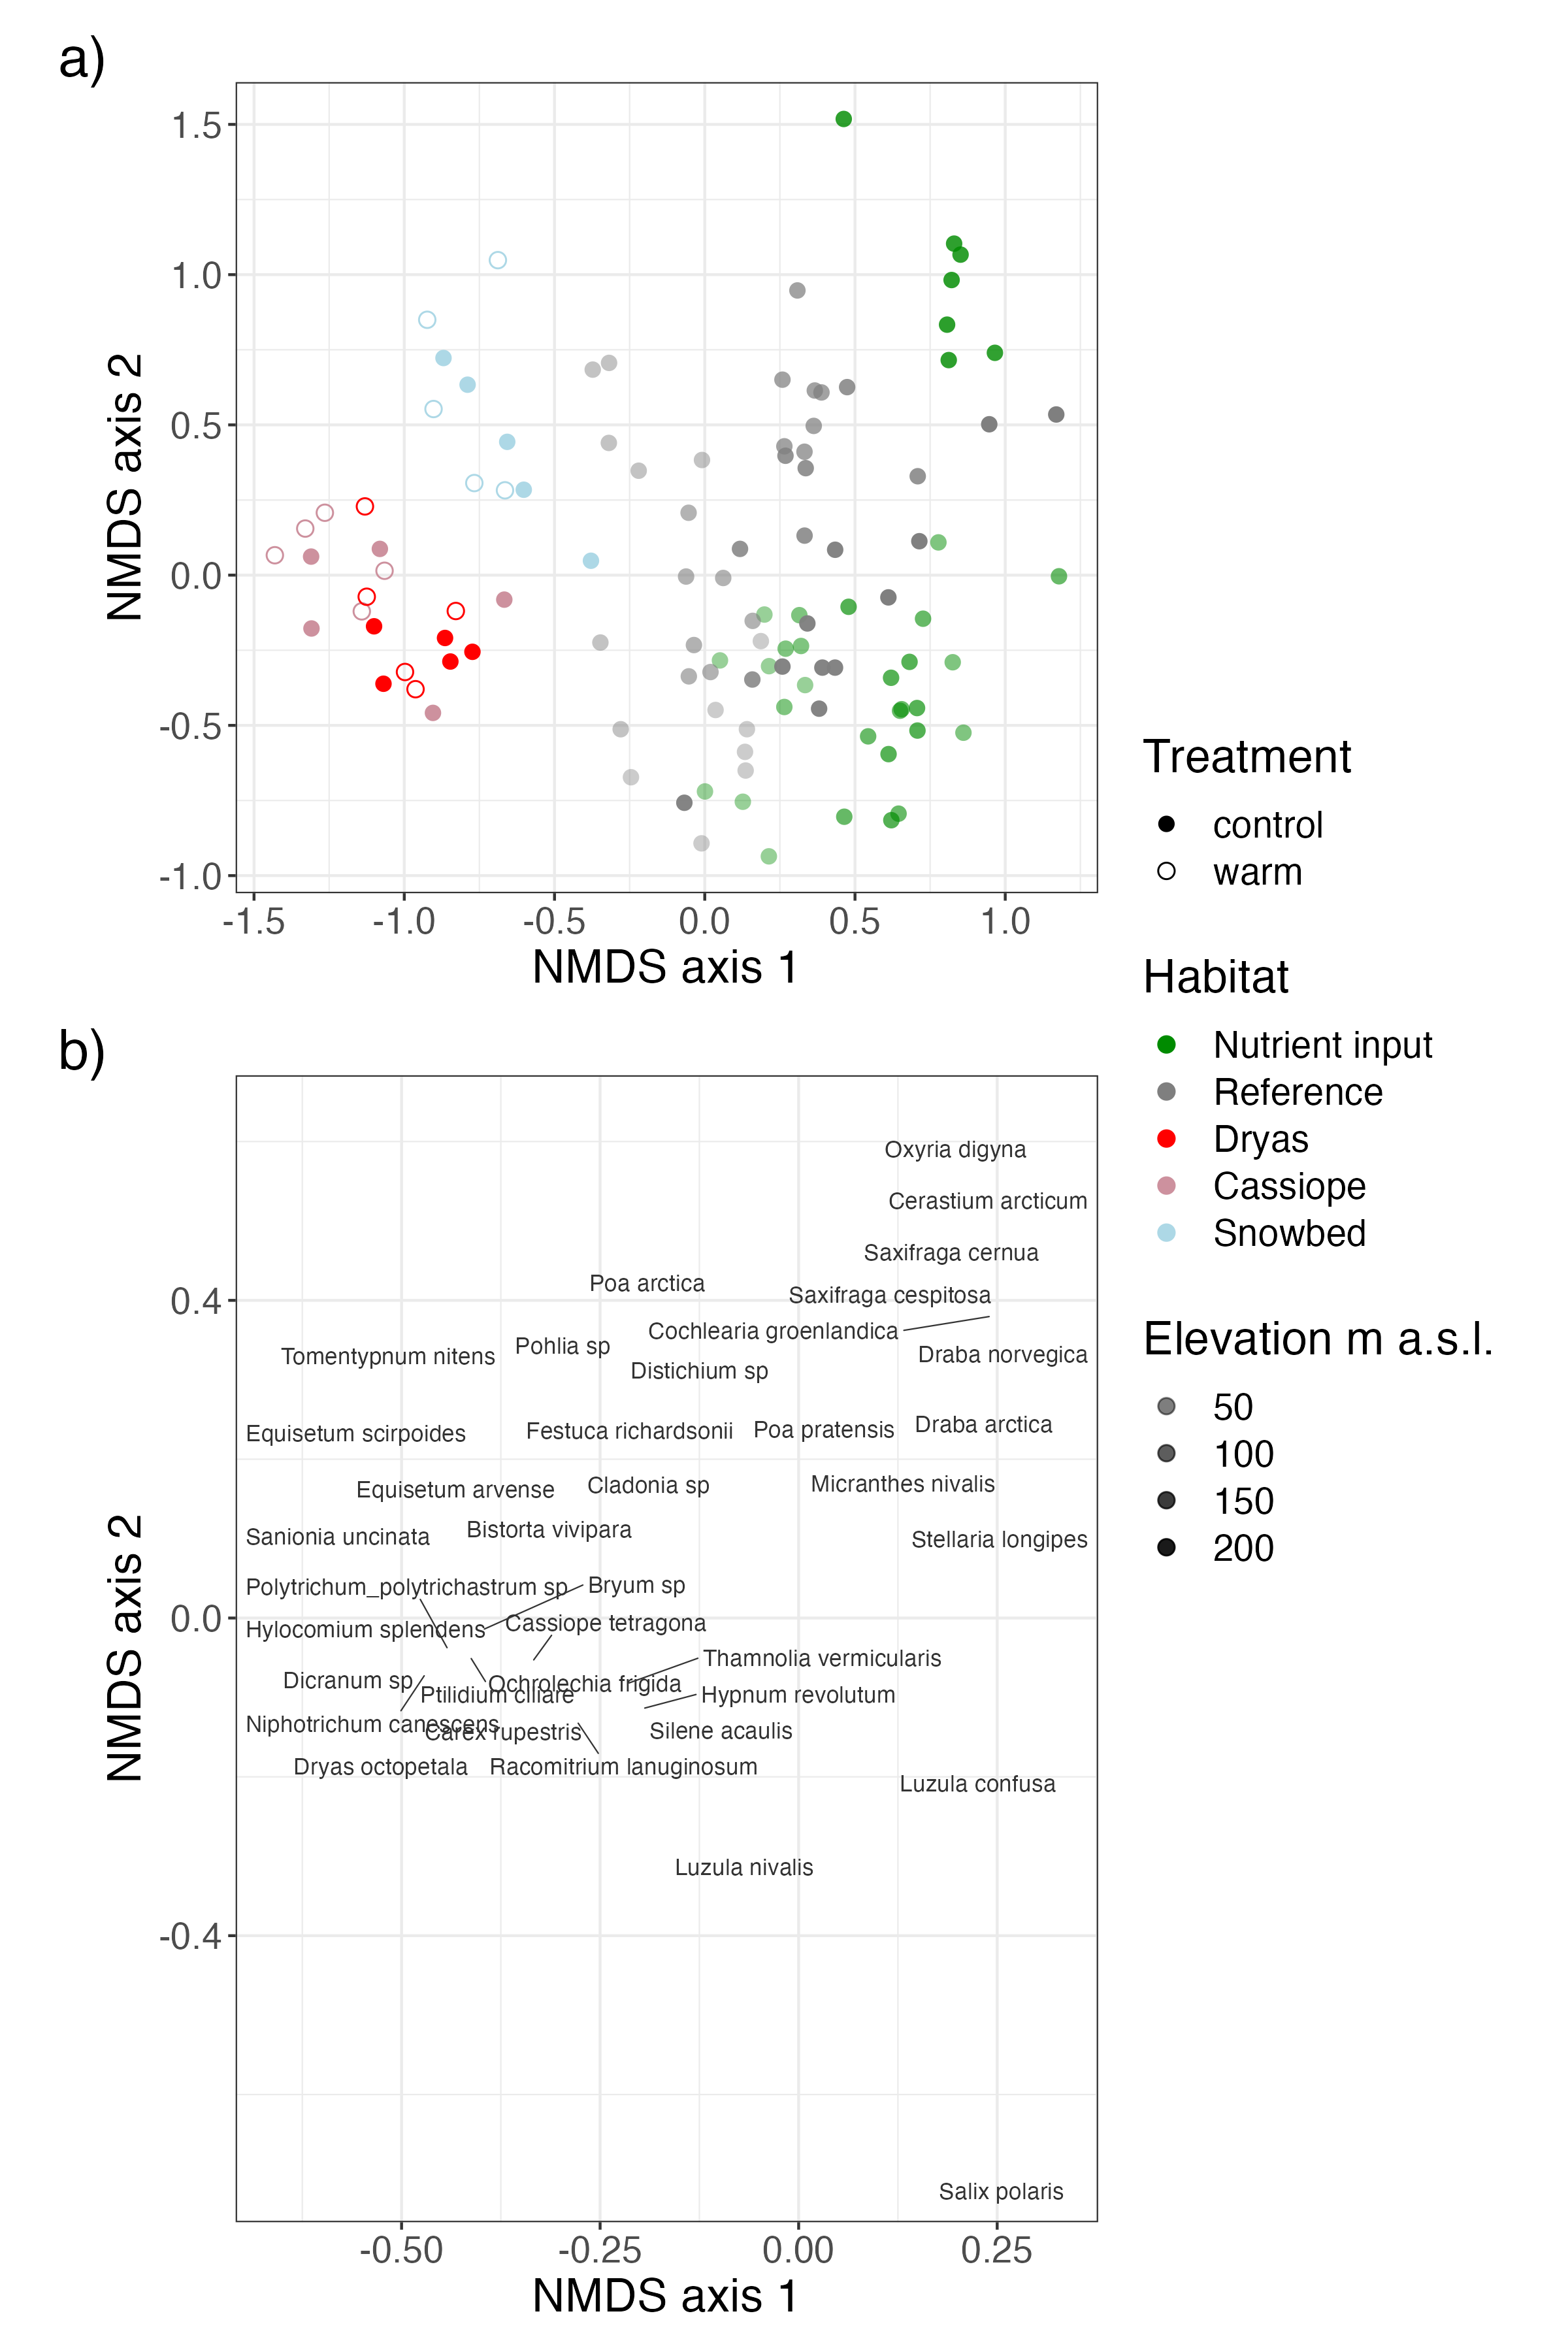 a)
1.5
1.0
0.5
0.0
-0.5
-1.0
NMDS axis 2
-1.5 -1.0 -0.5 0.0 0.5 1.0
NMDS axis 1
Treatment
control
warm
Habitat
Nutrient input
Reference
Dryas
Cassiope
Snowbed
Elevation m a.s.l.
50
100
150
200
b)
0.4
0.0
-0.4
NMDS axis 2
Oxyria digyna
Cerastium arcticum
Saxifraga cernua
Poa arctica
Saxifraga cespitosa
Cochlearia groenlandica
Pohlia sp
Tomentypnum nitens
Draba norvegica
Distichium sp
Draba arctica
Equisetum scirpoides
Festuca richardsonii
Poa pratensis
Equisetum arvense
Cladonia sp
Micranthes nivalis
Sanionia uncinata
Bistorta vivipara
Stellaria longipes
Polytrichum_polytrichastrum sp
Bryum sp
Hylocomium splendens
Cassiope tetragona
Thamnolia vermicularis
Dicranum sp
Ochrolechia frigida
Ptilidium ciliare
Hypnum revolutum
Niphotrichum canescens
Carex rupestris
Silene acaulis
Dryas octopetala
Racomitrium lanuginosum
Luzula confusa
Luzula nivalis
Salix polaris
-0.50 -0.25 0.00 0.25
NMDS axis 1